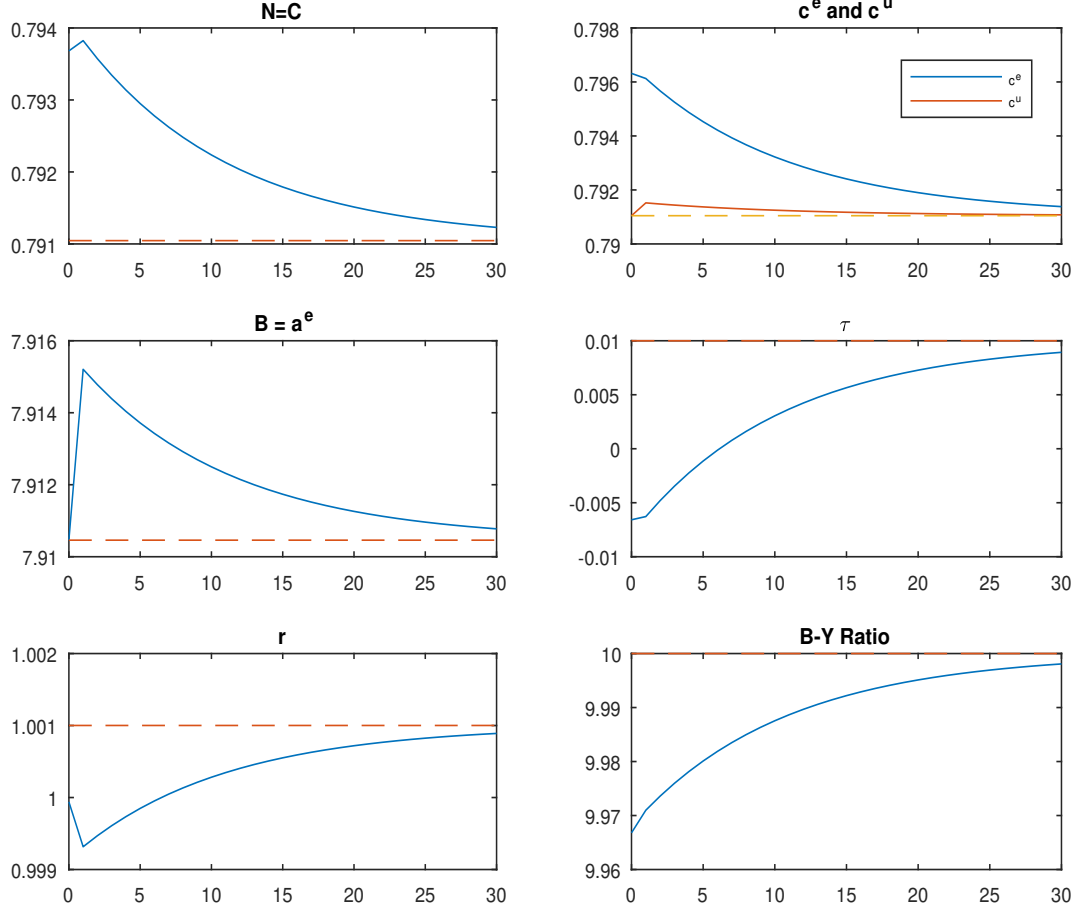 N=C
0.794
0.793
0.792
0.791
0 5 10 15 20 25 30
c^e and c^u
0.798
0.796
0.794
0.792
0.79
c^e
c^u
0 5 10 15 20 25 30
B = a^e
7.916
7.914
7.912
7.91
0 5 10 15 20 25 30
τ
0.01
0.005
0
-0.005
-0.01
0 5 10 15 20 25 30
r
1.002
1.001
1
0.999
0 5 10 15 20 25 30
B-Y Ratio
10
9.99
9.98
9.97
9.96
0 5 10 15 20 25 30